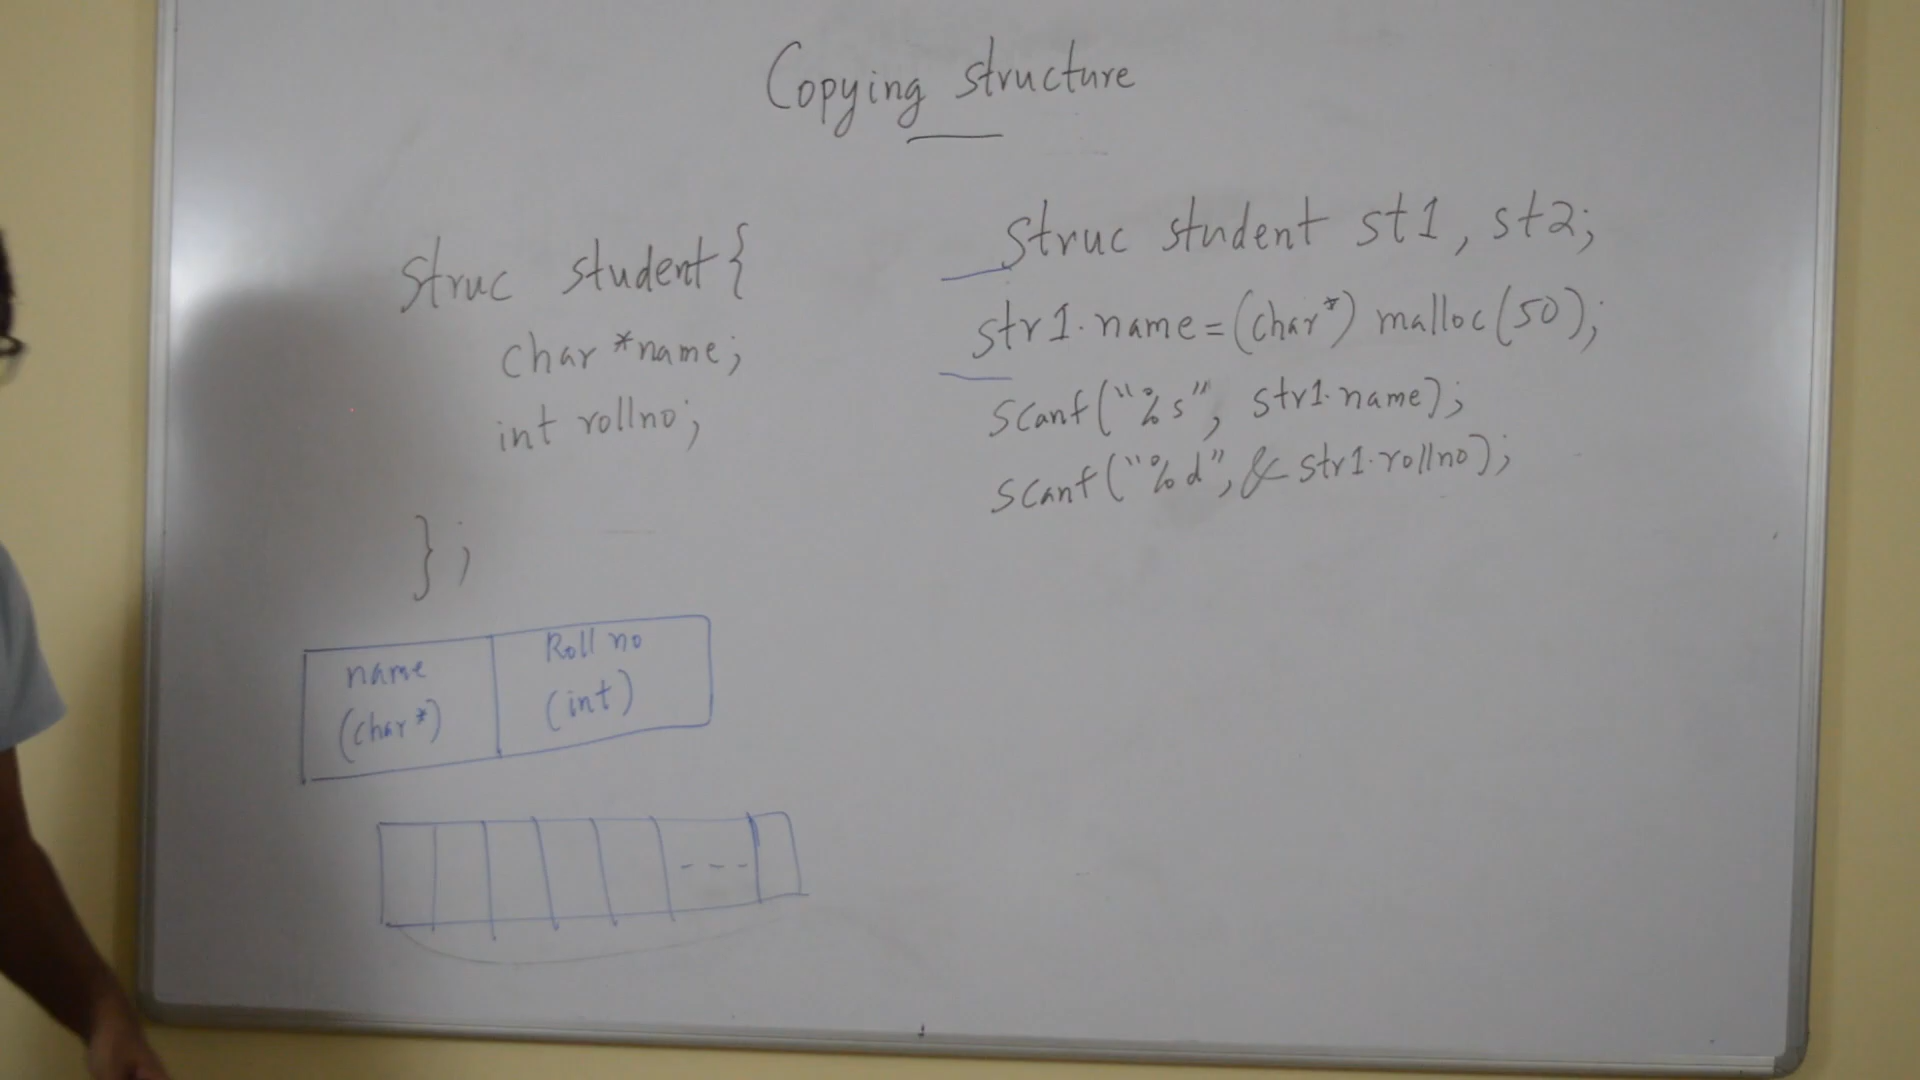 Copying structure
Struc student{
char *name;
int rollno;
};
Struc student st1, st2;
str1.name=(char*) malloc(50);
scanf("%s", str1.name);
scanf("%d", & str1.rollno);
name
(char*)
Roll no
(int)